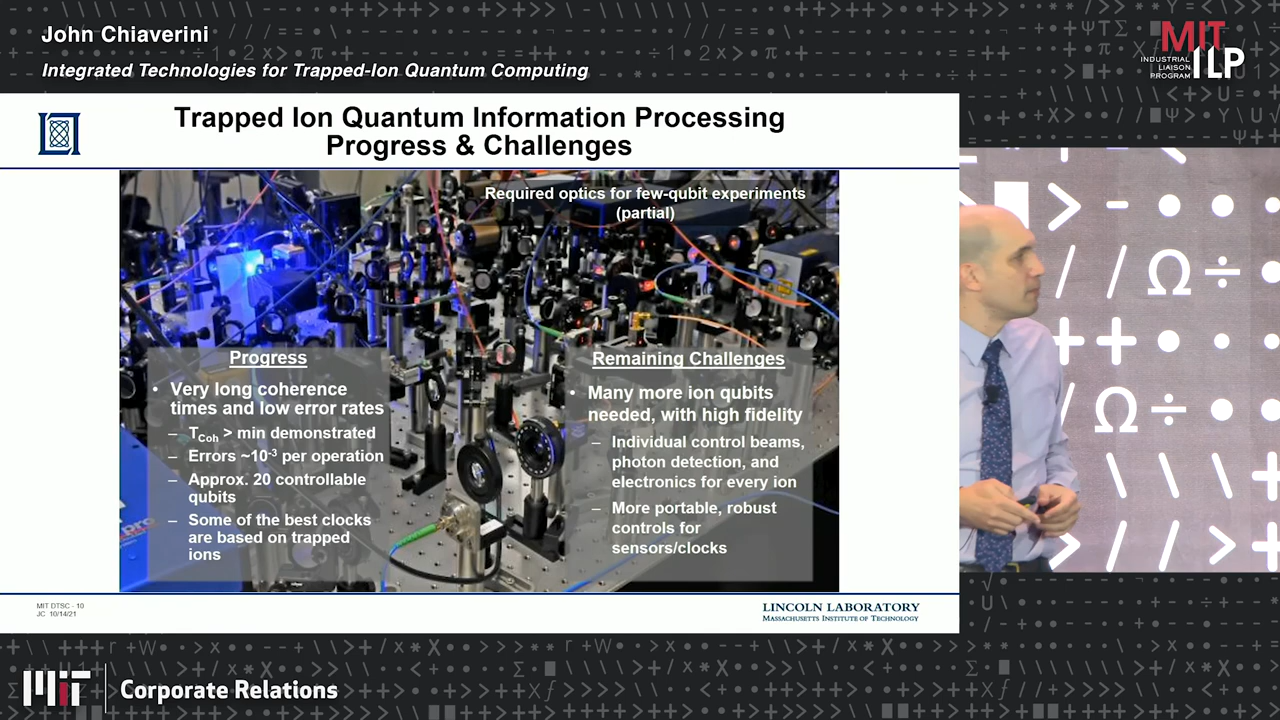 John Chiaverini
Integrated Technologies for Trapped-Ion Quantum Computing
MIT
INDUSTRIAL
LIAISON
PROGRAM
ILP
Trapped Ion Quantum Information Processing
Progress & Challenges
Required optics for few-qubit experiments
(partial)
Progress
• Very long coherence
times and low error rates
– TCoh > min demonstrated
– Errors ~10-3 per operation
– Approx. 20 controllable
qubits
– Some of the best clocks
are based on trapped
ions
Remaining Challenges
• Many more ion qubits
needed, with high fidelity
– Individual control beams,
photon detection, and
electronics for every ion
– More portable, robust
controls for
sensors/clocks
MIT DTSC - 10
JC 10/14/21
LINCOLN LABORATORY
MASSACHUSETTS INSTITUTE OF TECHNOLOGY
MIT
Corporate Relations